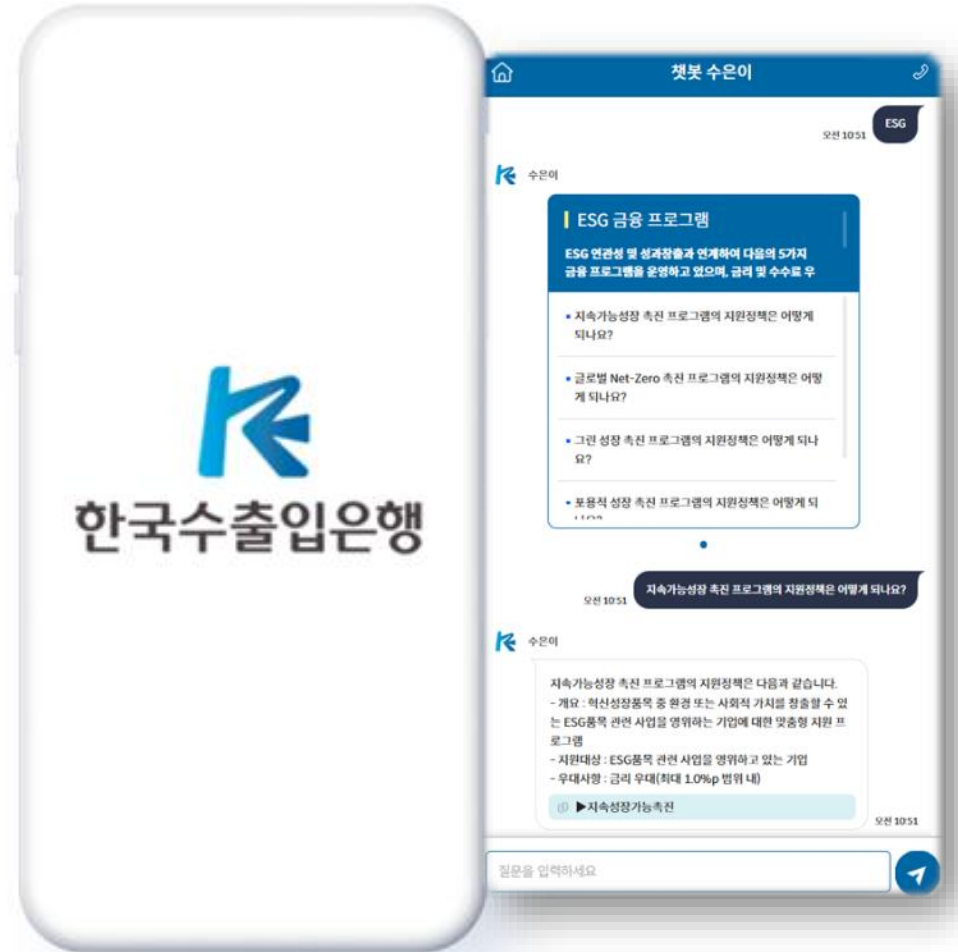 한국수출입은행
챗봇 수은이
ESG
오전 10:51
수은이
ESG 금융 프로그램
ESG 연관성 및 성과창출과 연계하여 다음의 5가지
금융 프로그램을 운영하고 있으며, 금리 및 수수료 우
▪ 지속가능성장 촉진 프로그램의 지원정책은 어떻게
되나요?
▪ 글로벌 Net-Zero 촉진 프로그램의 지원정책은 어떻
게 되나요?
▪ 그린 성장 촉진 프로그램의 지원정책은 어떻게 되나
요?
▪ 포용적 성장 촉진 프로그램의 지원정책은 어떻게 되
지속가능성장 촉진 프로그램의 지원정책은 어떻게 되나요?
오전 10:51
수은이
지속가능성장 촉진 프로그램의 지원정책은 다음과 같습니다.
- 개요 : 혁신성장품목 중 환경 또는 사회적 가치를 창출할 수 있
는 ESG품목 관련 사업을 영위하는 기업에 대한 맞춤형 지원 프
로그램
- 지원대상 : ESG품목 관련 사업을 영위하고 있는 기업
- 우대사항 : 금리 우대(최대 1.0%p 범위 내)
▶지속성장가능촉진
오전 10:51
질문을 입력하세요